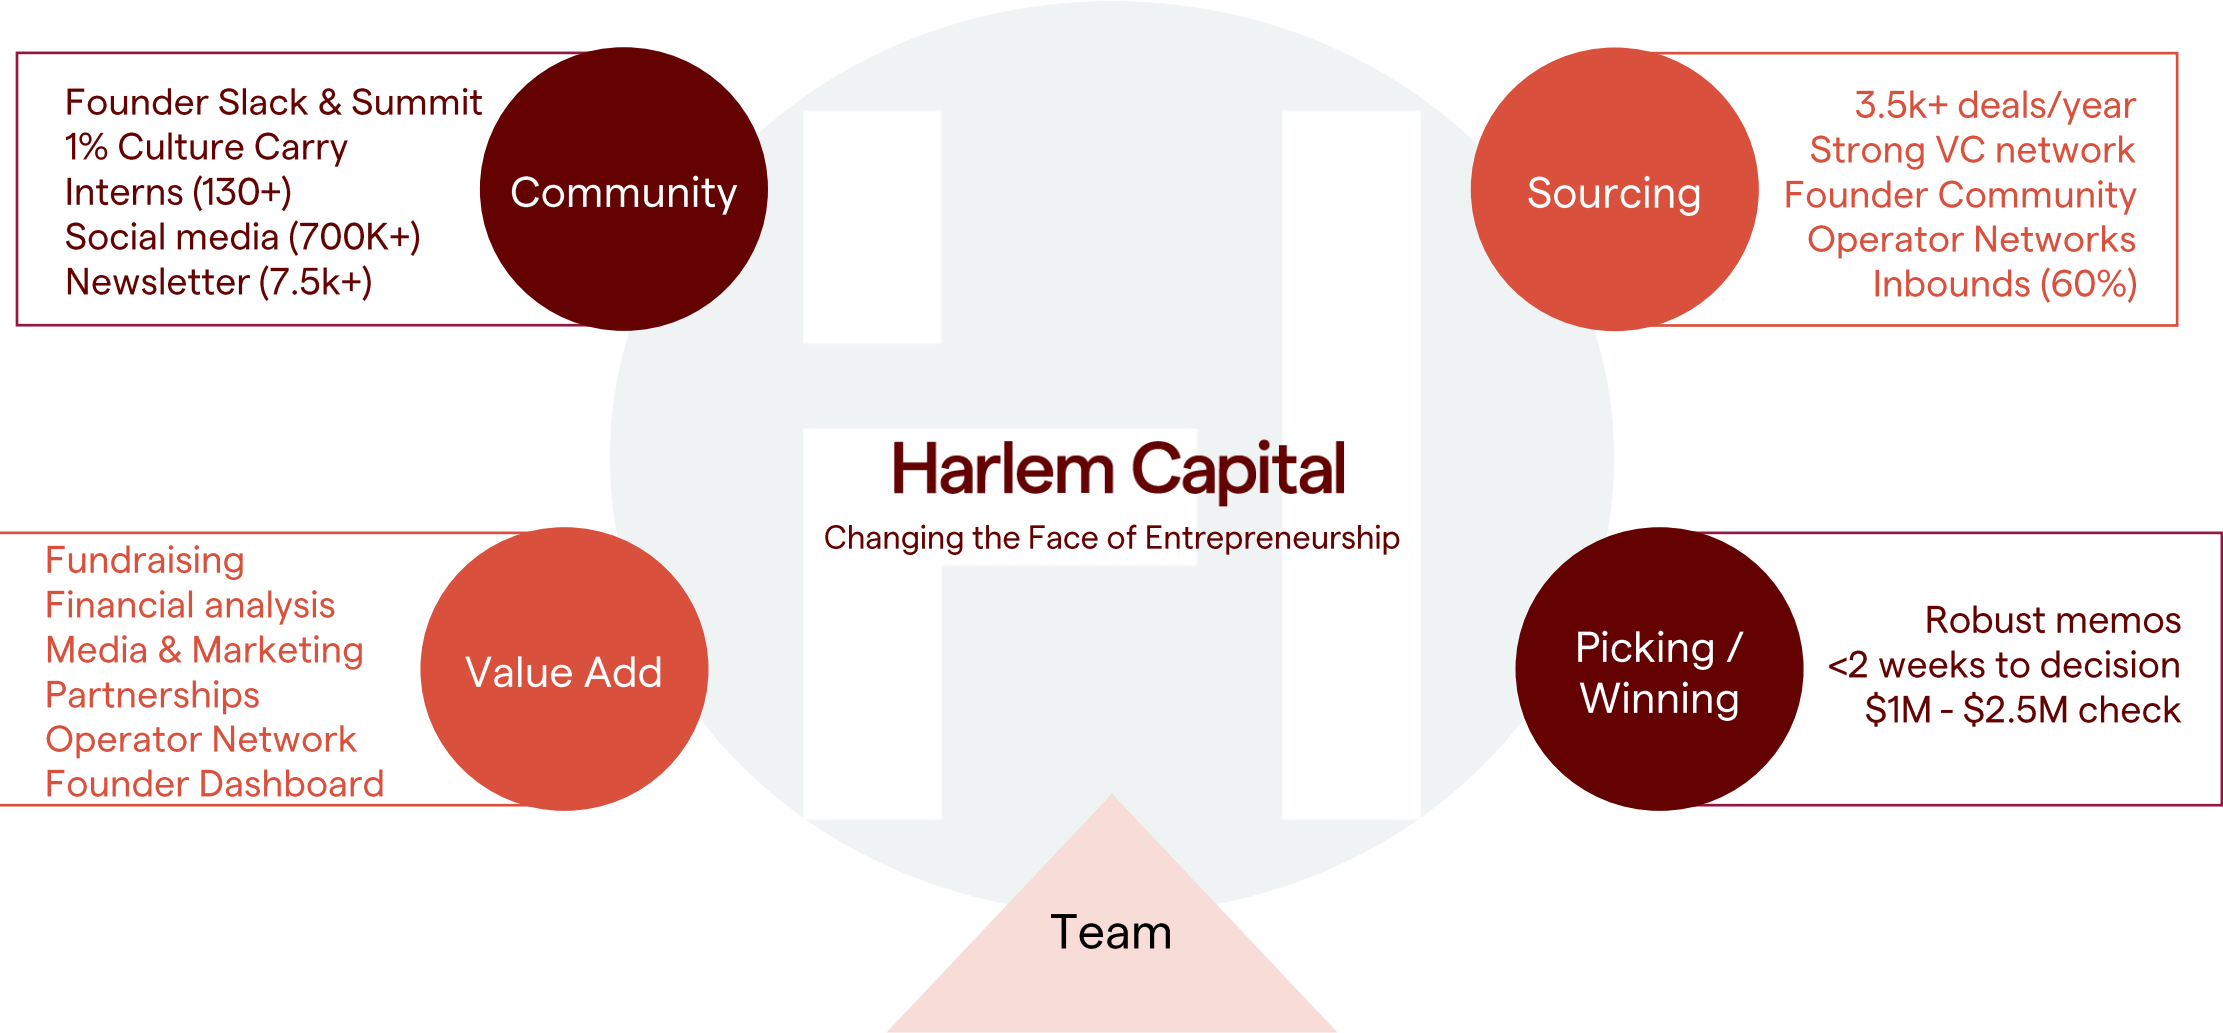 Founder Slack & Summit
1% Culture Carry
Interns (130+)
Social media (700K+)
Newsletter (7.5k+)
Community
Sourcing
3.5k+ deals/year
Strong VC network
Founder Community
Operator Networks
Inbounds (60%)
Harlem Capital
Changing the Face of Entrepreneurship
Fundraising
Financial analysis
Media & Marketing
Partnerships
Operator Network
Founder Dashboard
Value Add
Picking /
Winning
Robust memos
<2 weeks to decision
$1M - $2.5M check
Team